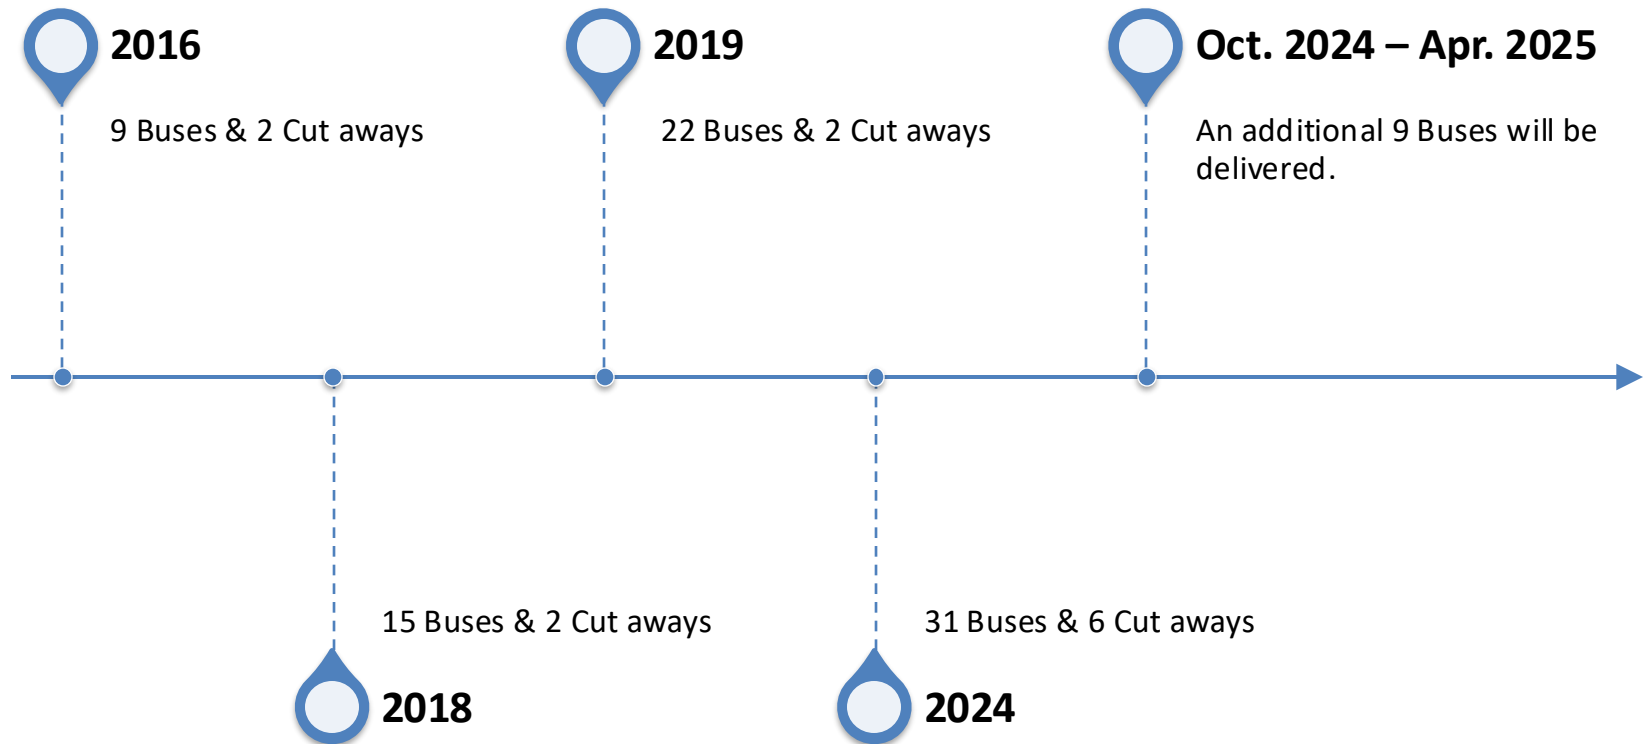 2016
9 Buses & 2 Cut aways
2019
22 Buses & 2 Cut aways
Oct. 2024 – Apr. 2025
An additional 9 Buses will be
delivered.
15 Buses & 2 Cut aways
2018
31 Buses & 6 Cut aways
2024